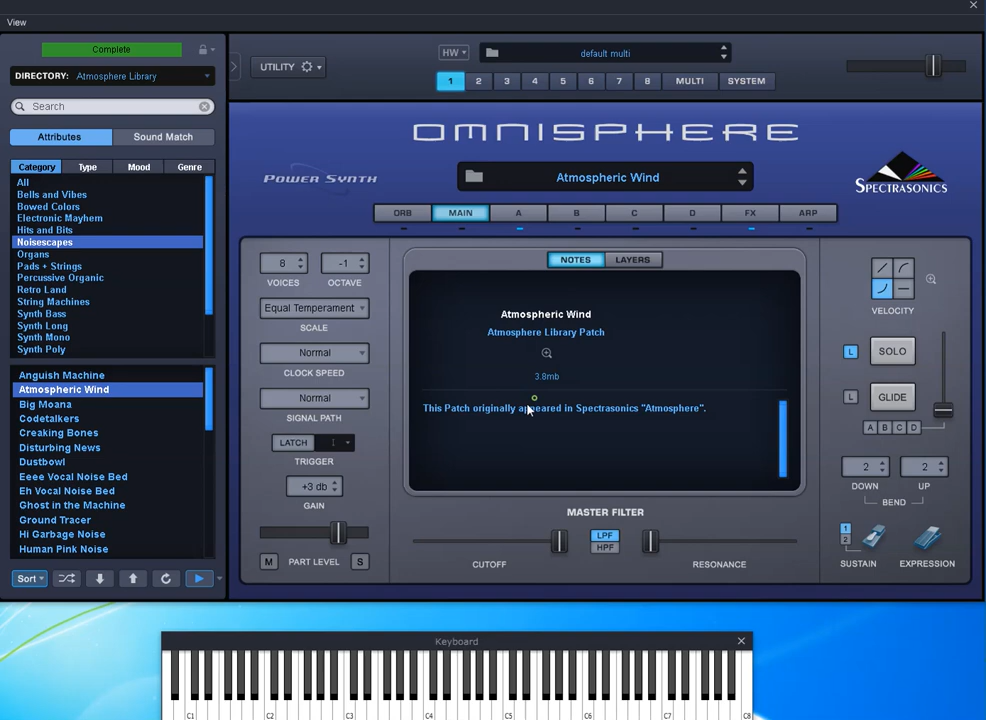 View
Complete
DIRECTORY: Atmosphere Library
Search
Attributes Sound Match
Category Type Mood Genre
All
Bells and Vibes
Bowed Colors
Electronic Mayhem
Hits and Bits
Noisescapes
Organs
Pads + Strings
Percussive Organic
Retro Land
String Machines
Synth Bass
Synth Long
Synth Mono
Synth Poly
Anguish Machine
Atmospheric Wind
Big Moana
Codetalkers
Creaking Bones
Disturbing News
Dustbowl
Eeee Vocal Noise Bed
Eh Vocal Noise Bed
Ghost in the Machine
Ground Tracer
Hi Garbage Noise
Human Pink Noise
Sort
UTILITY
HW
default multi
1 2 3 4 5 6 7 8 MULTI SYSTEM
OMNISPHERE
POWER SYNTH
Atmospheric Wind
SPECTRASONICS
ORB MAIN A B C D FX ARP
8 -1
VOICES OCTAVE
Equal Temperament
SCALE
Normal
CLOCK SPEED
Normal
SIGNAL PATH
LATCH
TRIGGER
+3 db
GAIN
M PART LEVEL S
NOTES LAYERS
Atmospheric Wind
Atmosphere Library Patch
3.8mb
This Patch originally appeared in Spectrasonics "Atmosphere".
MASTER FILTER
LPF
HPF
CUTOFF RESONANCE
VELOCITY
L SOLO
L GLIDE
A B C D
2 2
DOWN UP
BEND
1
2
SUSTAIN EXPRESSION
Keyboard
C1 C2 C3 C4 C5 C6 C7 C8